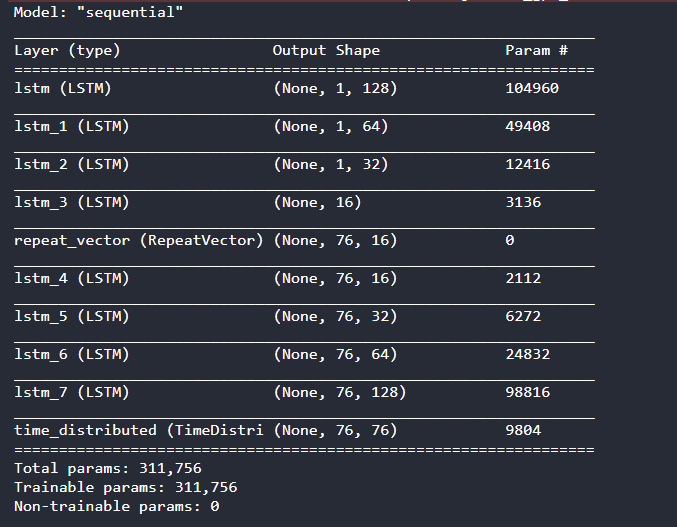 Model: "sequential"
_________________________________________________________________
Layer (type)                 Output Shape              Param #
=================================================================
lstm (LSTM)                  (None, 1, 128)            104960
_________________________________________________________________
lstm_1 (LSTM)                (None, 1, 64)             49408
_________________________________________________________________
lstm_2 (LSTM)                (None, 1, 32)             12416
_________________________________________________________________
lstm_3 (LSTM)                (None, 16)                3136
_________________________________________________________________
repeat_vector (RepeatVector) (None, 76, 16)            0
_________________________________________________________________
lstm_4 (LSTM)                (None, 76, 16)            2112
_________________________________________________________________
lstm_5 (LSTM)                (None, 76, 32)            6272
_________________________________________________________________
lstm_6 (LSTM)                (None, 76, 64)            24832
_________________________________________________________________
lstm_7 (LSTM)                (None, 76, 128)           98816
_________________________________________________________________
time_distributed (TimeDistri (None, 76, 76)            9804
=================================================================
Total params: 311,756
Trainable params: 311,756
Non-trainable params: 0